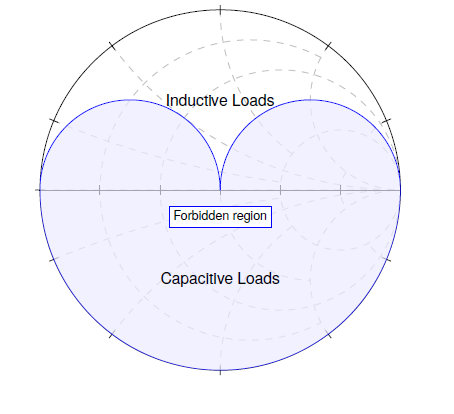 Inductive Loads
Forbidden region
Capacitive Loads